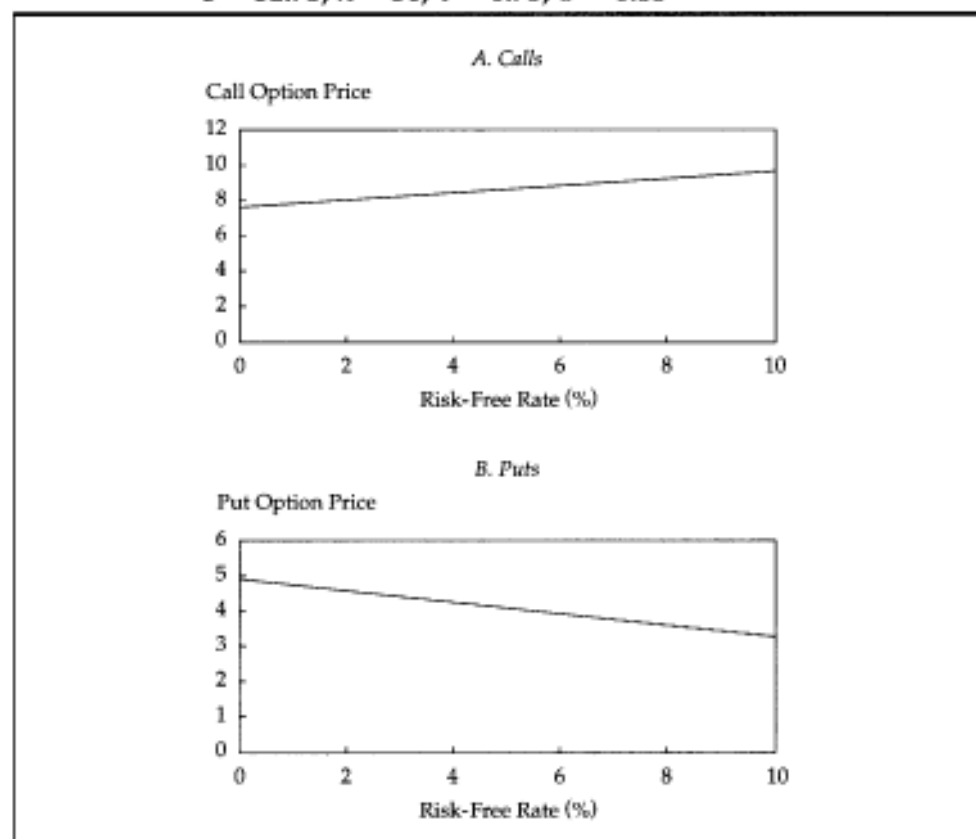 A. Calls
Call Option Price
12
10
8
6
4
2
0
0 2 4 6 8 10
Risk-Free Rate (%)
B. Puts
Put Option Price
6
5
4
3
2
1
0
0 2 4 6 8 10
Risk-Free Rate (%)